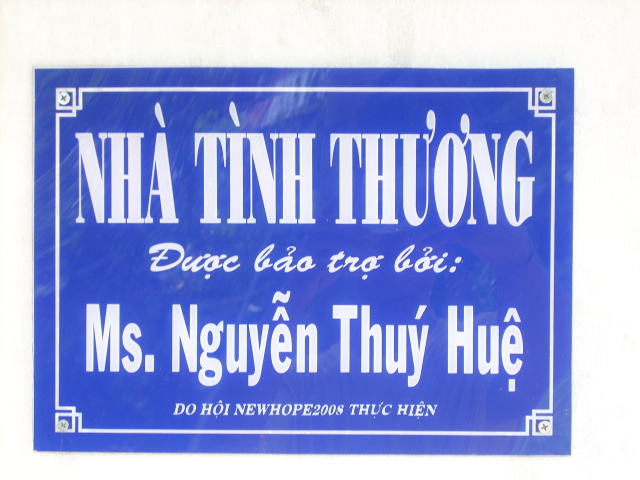 NHÀ TÌNH THƯƠNG
Được bảo trợ bởi:
Ms. Nguyễn Thuý Huệ
DO HỘI NEWHOPE2008 THỰC HIỆN